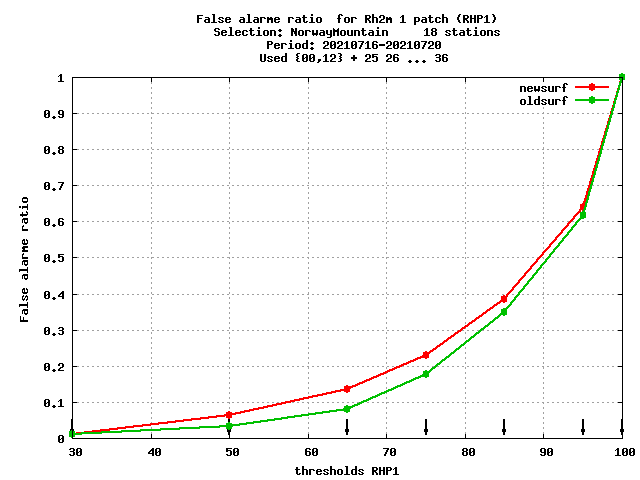 False alarme ratio  for Rh2m 1 patch (RHP1)
Selection: NorwayMountain     18 stations
Period: 20210716-20210720
Used {00,12} + 25 26 ... 36
newsurf
oldsurf
1
0.9
0.8
0.7
0.6
0.5
0.4
0.3
0.2
0.1
0
False alarme ratio
30 40 50 60 70 80 90 100
thresholds RHP1